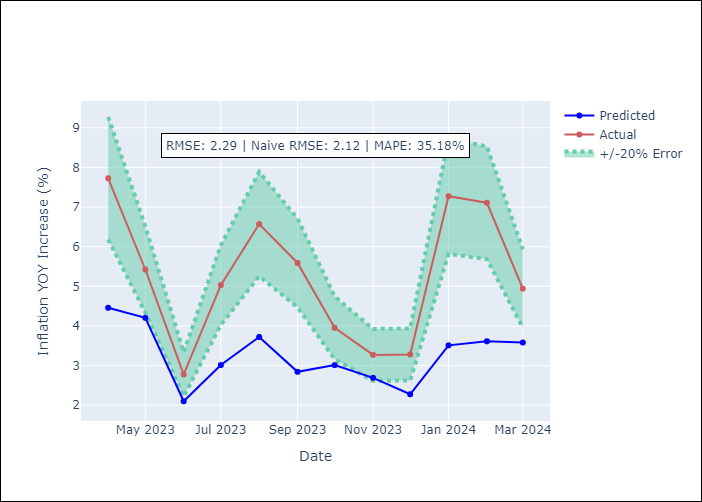 RMSE: 2.29 | Naive RMSE: 2.12 | MAPE: 35.18%
Predicted
Actual
+/-20% Error
Inflation YOY Increase (%)
9
8
7
6
5
4
3
2
May 2023
Jul 2023
Sep 2023
Nov 2023
Jan 2024
Mar 2024
Date